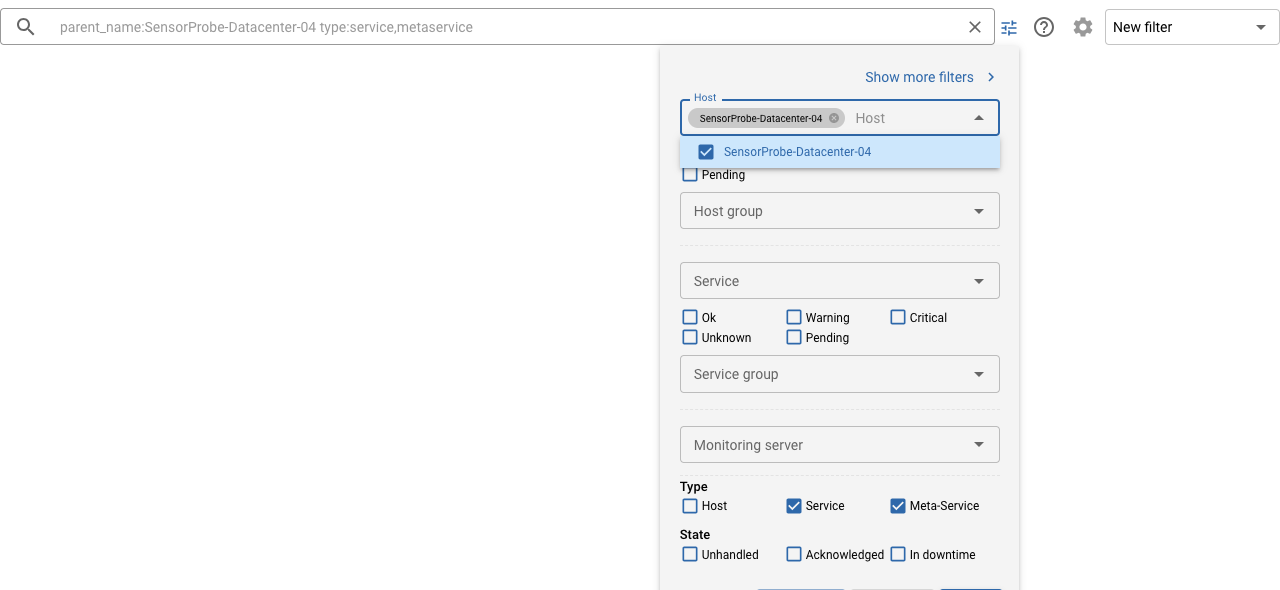 parent_name:SensorProbe-Datacenter-04 type:service,metaservice
New filter
Show more filters
Host
SensorProbe-Datacenter-04 Host
SensorProbe-Datacenter-04
Pending
Host group
Service
Ok Warning Critical
Unknown Pending
Service group
Monitoring server
Type
Host Service Meta-Service
State
Unhandled Acknowledged In downtime